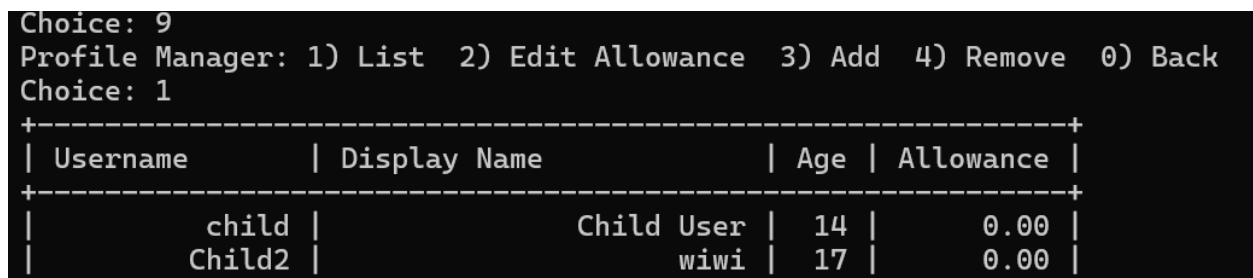 Choice: 9
Profile Manager: 1) List  2) Edit Allowance  3) Add  4) Remove  0) Back
Choice: 1
+-------------------------------------------------------------+
| Username       | Display Name             | Age | Allowance |
+-------------------------------------------------------------+
|          child |               Child User |  14 |      0.00 |
|         Child2 |                     wiwi |  17 |      0.00 |